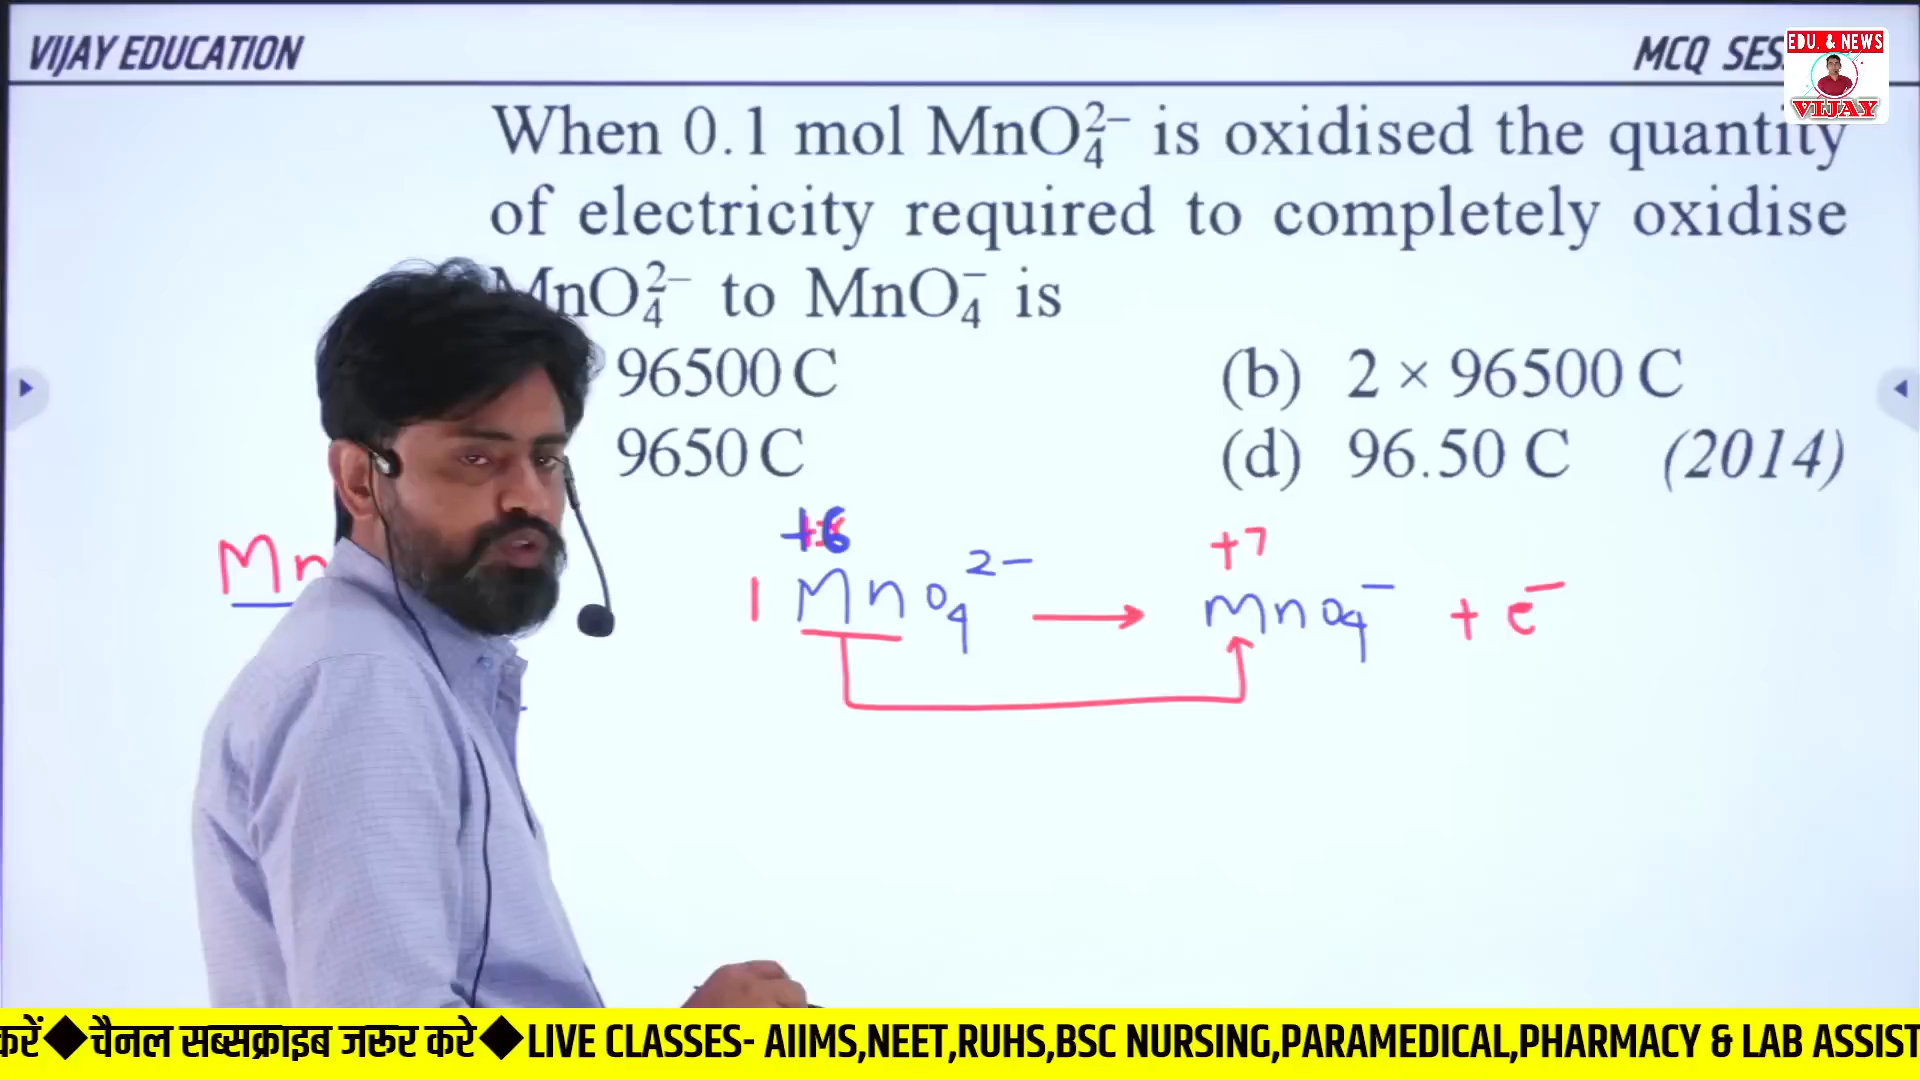 VIJAY EDUCATION
MCQ SES
EDU. & NEWS
VIJAY
When 0.1 mol MnO₄²⁻ is oxidised the quantity
of electricity required to completely oxidise
MnO₄²⁻ to MnO₄⁻ is
96500 C (b) 2 × 96500 C
9650 C (d) 96.50 C (2014)
+6 +7
Mn 1 MnO₄²⁻ → MnO₄⁻ + e⁻
करें◆चैनल सब्सक्राइब जरूर करे◆LIVE CLASSES- AIIMS,NEET,RUHS,BSC NURSING,PARAMEDICAL,PHARMACY & LAB ASSIST